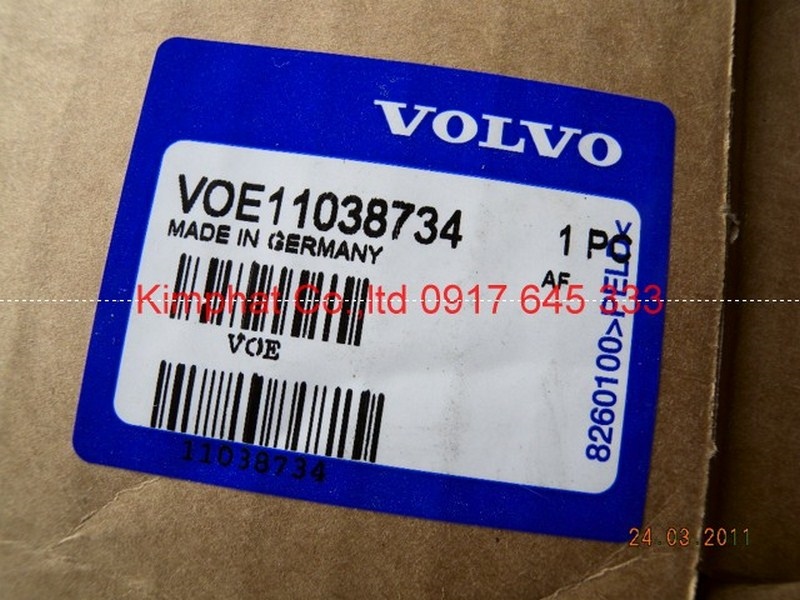 VOLVO
VOE11038734
MADE IN GERMANY
1 PC
AF
Kimphat Co.,ltd 0917 645 333
VOE
11038734
8260100>PELDX
24.03.2011